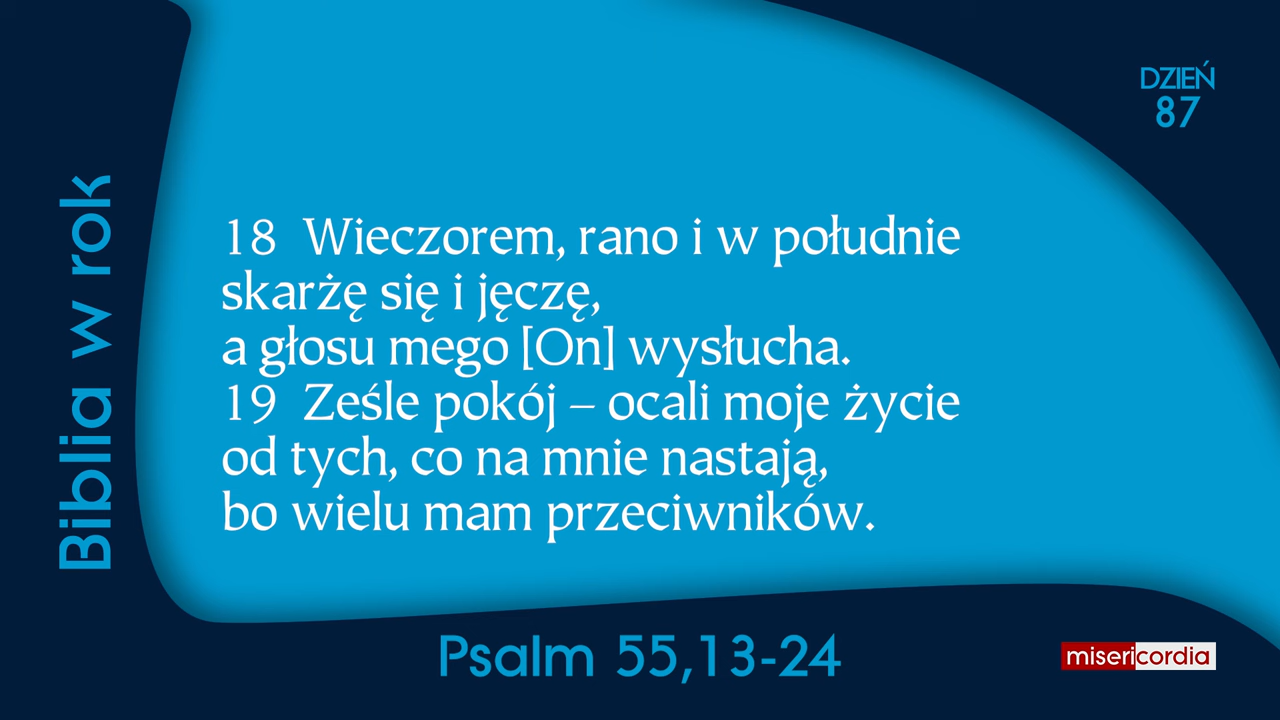 DZIEŃ
87
Biblia w rok
18 Wieczorem, rano i w południe
skarżę się i jęczę,
a głosu mego [On] wysłucha.
19 Ześle pokój – ocali moje życie
od tych, co na mnie nastają,
bo wielu mam przeciwników.
Psalm 55,13-24
misericordia